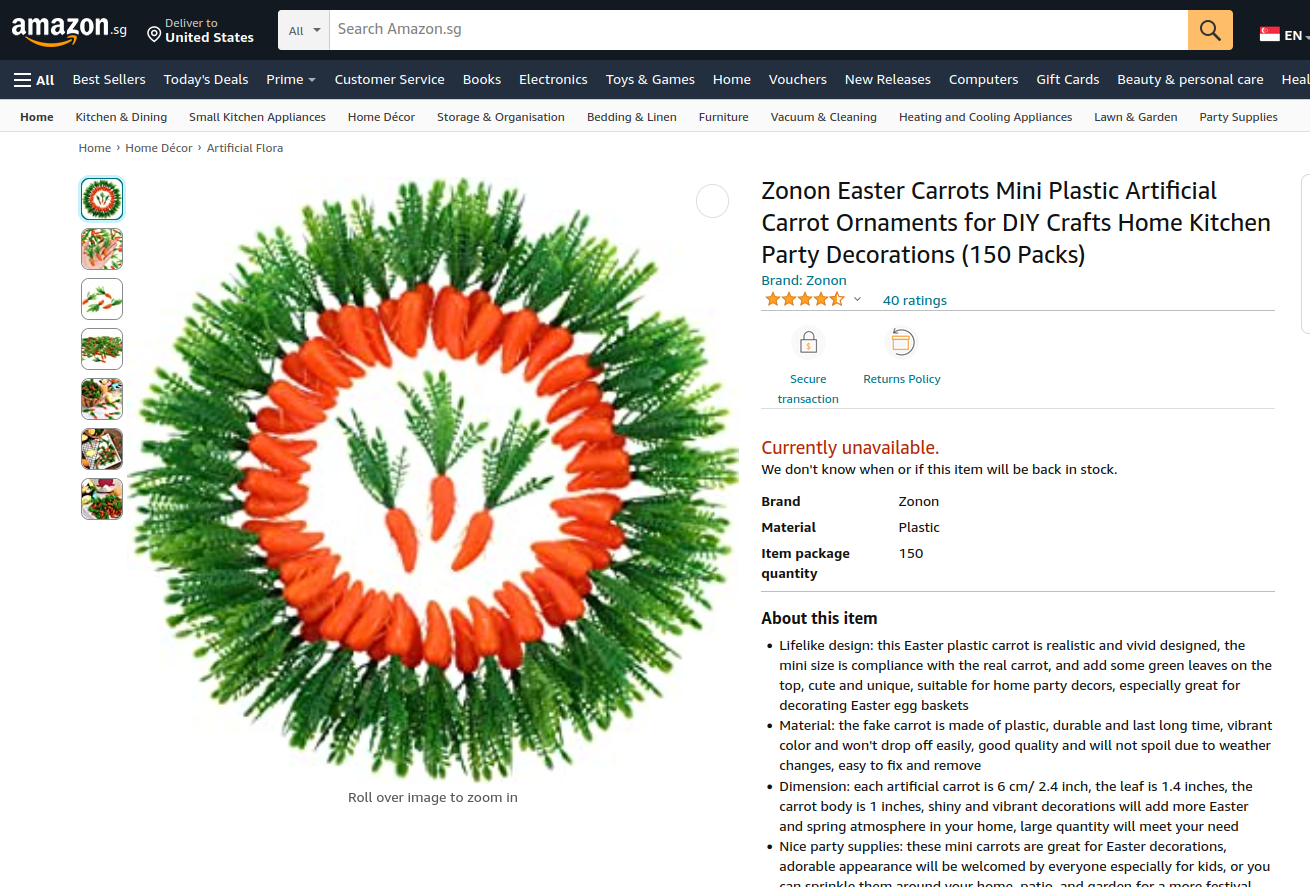 amazon.sg
Deliver to
United States
All
Search Amazon.sg
EN
All
Best Sellers
Today's Deals
Prime
Customer Service
Books
Electronics
Toys & Games
Home
Vouchers
New Releases
Computers
Gift Cards
Beauty & personal care
Heal
Home
Kitchen & Dining
Small Kitchen Appliances
Home Décor
Storage & Organisation
Bedding & Linen
Furniture
Vacuum & Cleaning
Heating and Cooling Appliances
Lawn & Garden
Party Supplies
Home › Home Décor › Artificial Flora
Zonon Easter Carrots Mini Plastic Artificial
Carrot Ornaments for DIY Crafts Home Kitchen
Party Decorations (150 Packs)
Brand: Zonon
40 ratings
Secure
transaction
Returns Policy
Currently unavailable.
We don't know when or if this item will be back in stock.
Brand Zonon
Material Plastic
Item package
quantity
150
About this item
• Lifelike design: this Easter plastic carrot is realistic and vivid designed, the
mini size is compliance with the real carrot, and add some green leaves on the
top, cute and unique, suitable for home party decors, especially great for
decorating Easter egg baskets
• Material: the fake carrot is made of plastic, durable and last long time, vibrant
color and won't drop off easily, good quality and will not spoil due to weather
changes, easy to fix and remove
• Dimension: each artificial carrot is 6 cm/ 2.4 inch, the leaf is 1.4 inches, the
carrot body is 1 inches, shiny and vibrant decorations will add more Easter
and spring atmosphere in your home, large quantity will meet your need
• Nice party supplies: these mini carrots are great for Easter decorations,
adorable appearance will be welcomed by everyone especially for kids, or you
can sprinkle them around your home, patio, and garden for a more festival
Roll over image to zoom in